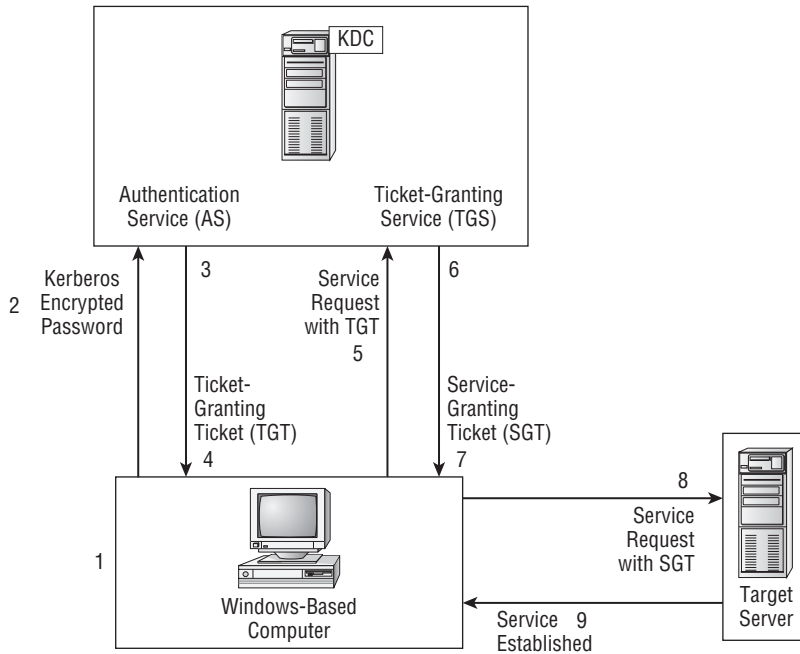 KDC
Authentication
Service (AS)
Ticket-Granting
Service (TGS)
2
Kerberos
Encrypted
Password
3
Service
Request
with TGT
5
6
Ticket-
Granting
Ticket (TGT)
4
Service-
Granting
Ticket (SGT)
7
1
Windows-Based
Computer
8
Service
Request
with SGT
Target
Server
Service 9
Established